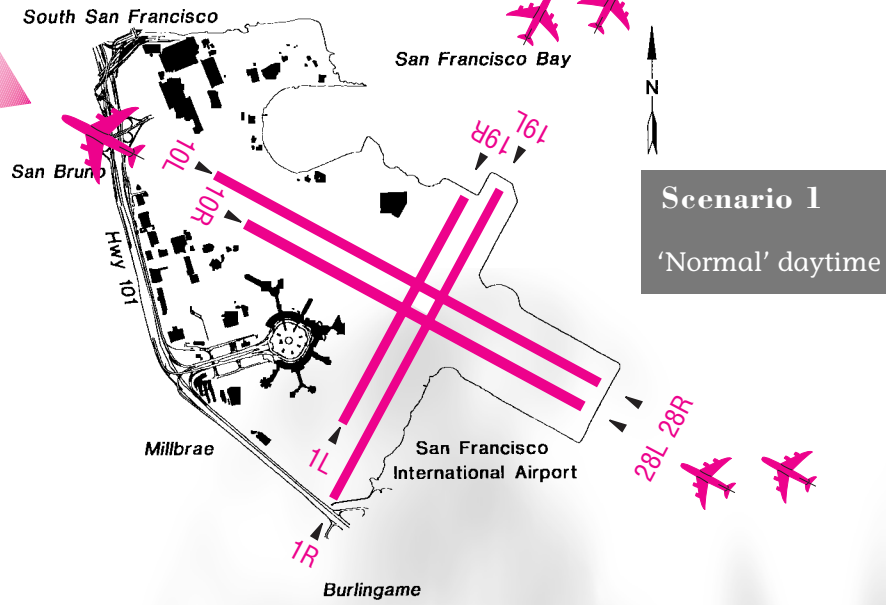 South San Francisco
San Francisco Bay
N
19L
19R
San Bruno
10L
10R
Scenario 1
‘Normal’ daytime
Hwy 101
Millbrae
1L
San Francisco
International Airport
28L 28R
1R
Burlingame